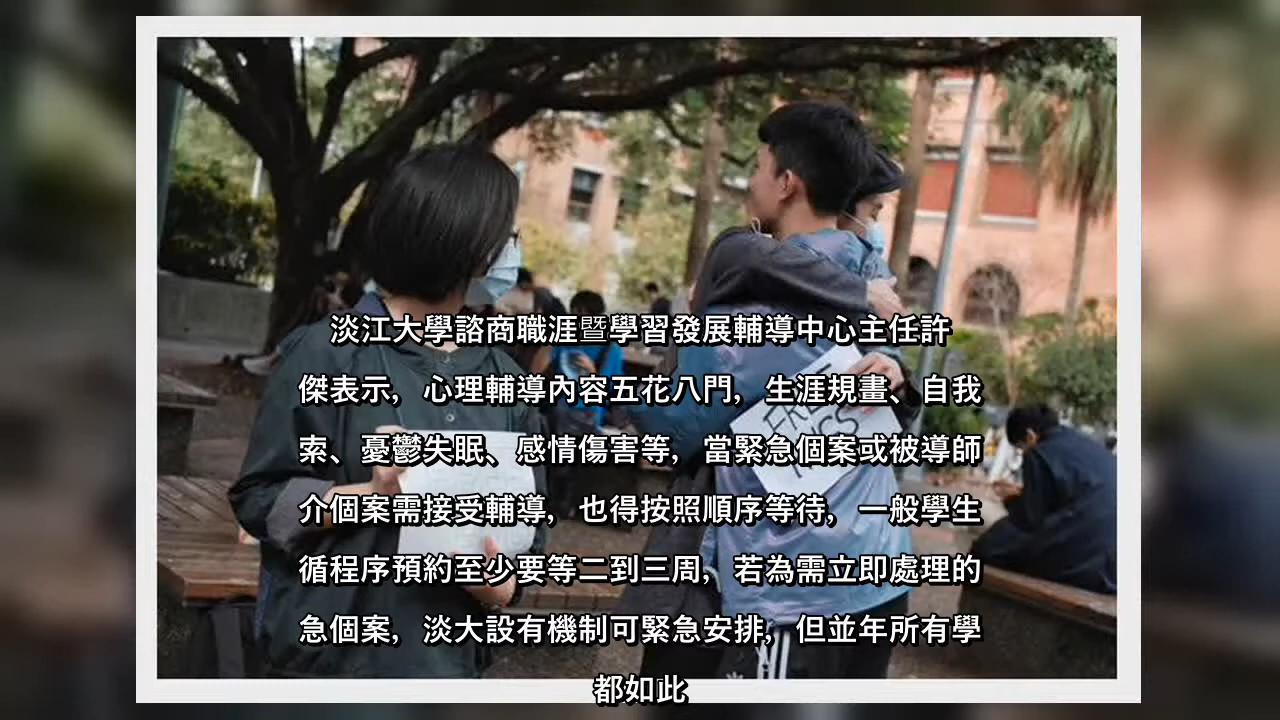 淡江大學諮商職涯暨學習發展輔導中心主任許
傑表示，心理輔導內容五花八門，生涯規畫、自我
索、憂鬱失眠、感情傷害等，當緊急個案或被導師
介個案需接受輔導，也得按照順序等待，一般學生
循程序預約至少要等二到三周，若為需立即處理的
急個案，淡大設有機制可緊急安排，但並年所有學
都如此
FREE